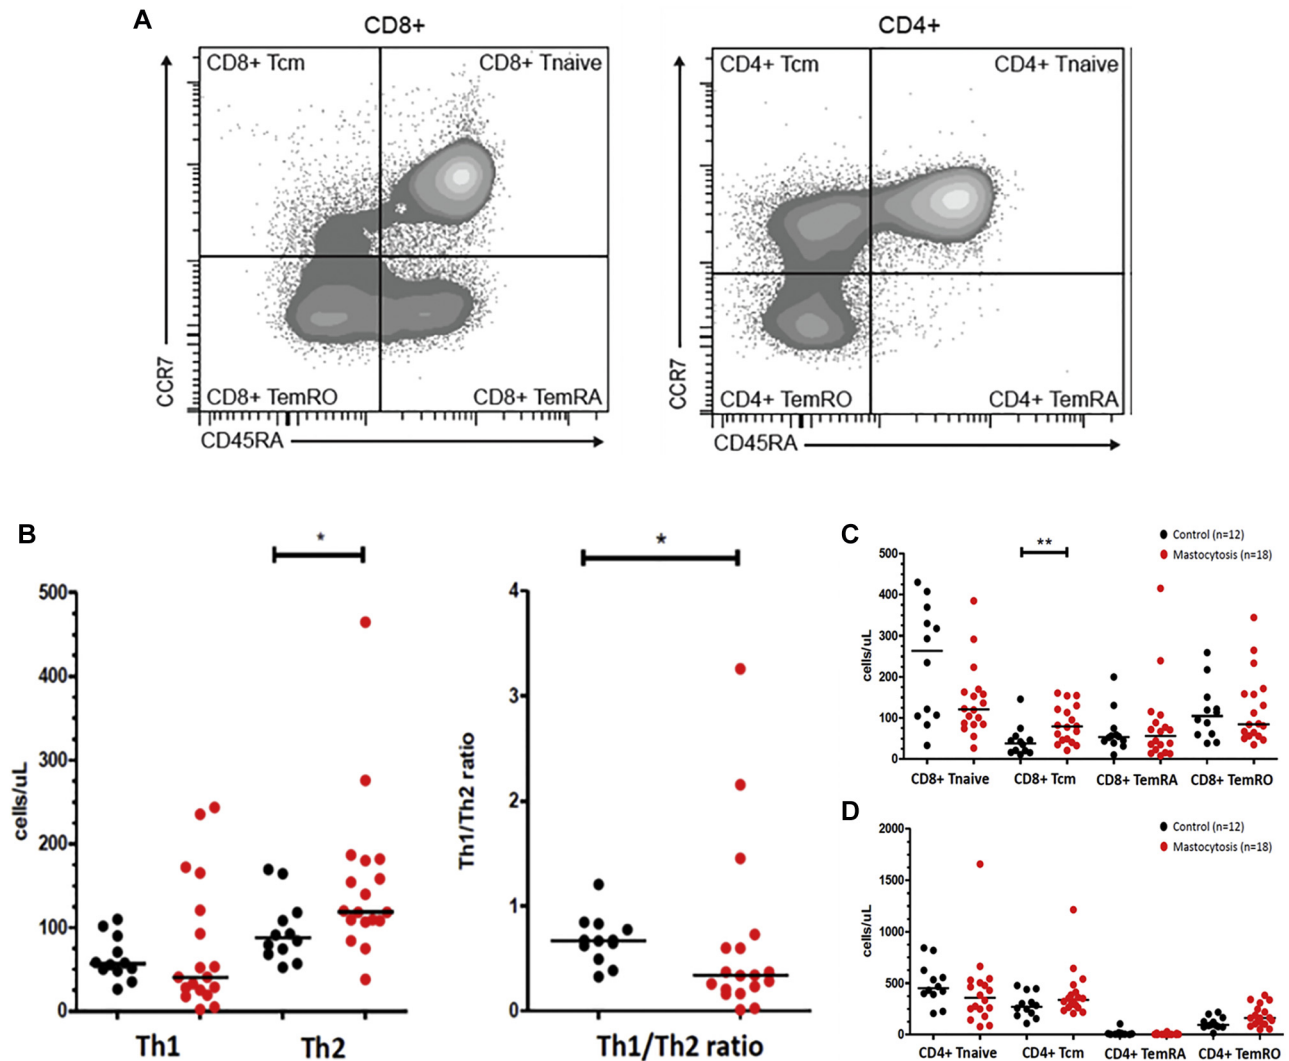 A
CD8+
CD4+
CD8+ Tcm
CD8+ Tnaive
CD4+ Tcm
CD4+ Tnaive
CCR7
CCR7
CD8+ TemRO
CD8+ TemRA
CD4+ TemRO
CD4+ TemRA
CD45RA
CD45RA
B
*
500
400
300
200
100
0
cells/uL
Th1
Th2
*
4
3
2
1
0
Th1/Th2 ratio
Th1/Th2 ratio
C
Control (n=12)
Mastocytosis (n=18)
**
500
400
300
200
100
0
cells/uL
CD8+ Tnaive
CD8+ Tcm
CD8+ TemRA
CD8+ TemRO
D
Control (n=12)
Mastocytosis (n=18)
2000
1500
1000
500
0
cells/uL
CD4+ Tnaive
CD4+ Tcm
CD4+ TemRA
CD4+ TemRO